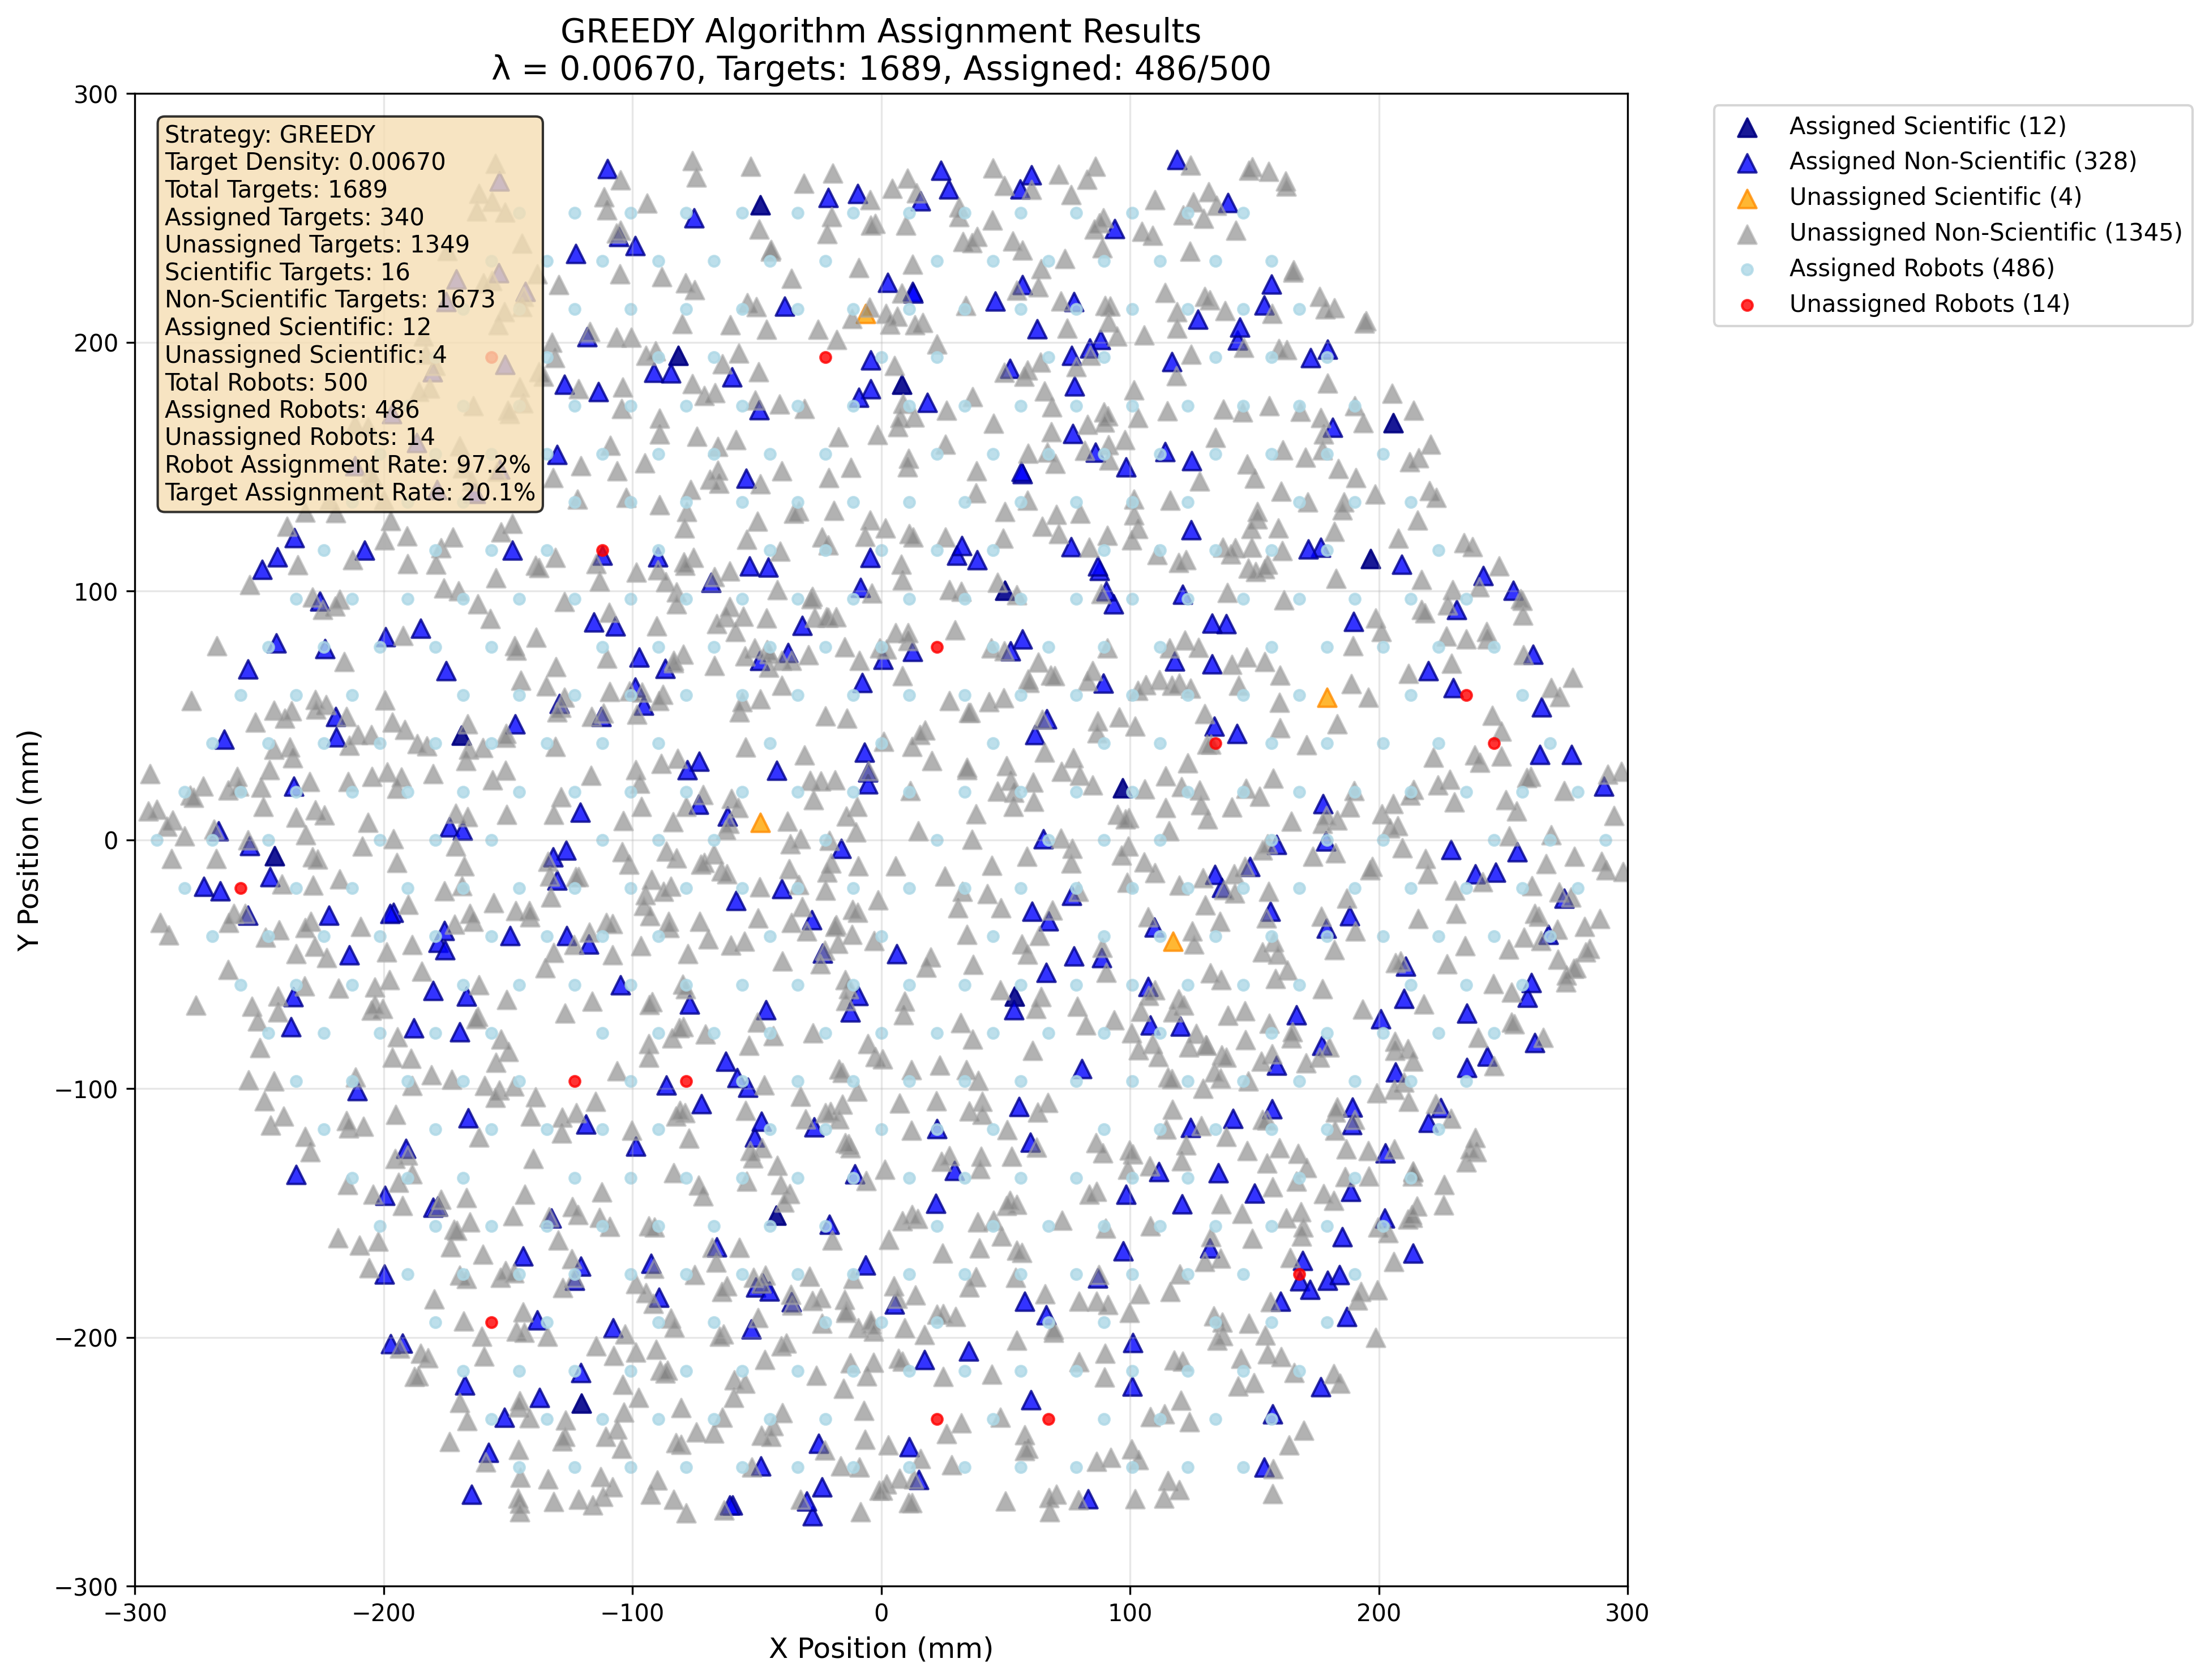 GREEDY Algorithm Assignment Results
λ = 0.00670, Targets: 1689, Assigned: 486/500
Strategy: GREEDY
Target Density: 0.00670
Total Targets: 1689
Assigned Targets: 340
Unassigned Targets: 1349
Scientific Targets: 16
Non-Scientific Targets: 1673
Assigned Scientific: 12
Unassigned Scientific: 4
Total Robots: 500
Assigned Robots: 486
Unassigned Robots: 14
Robot Assignment Rate: 97.2%
Target Assignment Rate: 20.1%
Assigned Scientific (12)
Assigned Non-Scientific (328)
Unassigned Scientific (4)
Unassigned Non-Scientific (1345)
Assigned Robots (486)
Unassigned Robots (14)
Y Position (mm)
300
200
100
0
−100
−200
−300
−300
−200
−100
0
100
200
300
X Position (mm)